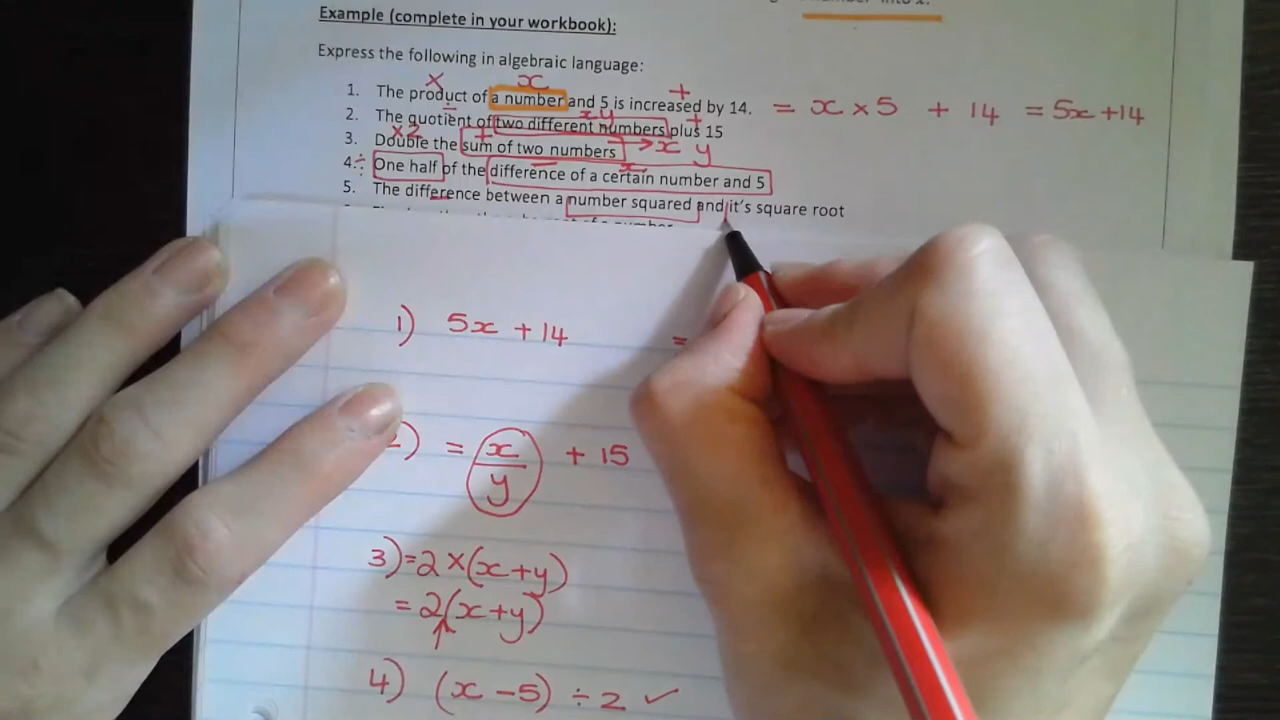 number into x.
Example (complete in your workbook):
Express the following in algebraic language:
× x +
1. The product of a number and 5 is increased by 14. = x × 5 + 14 = 5x + 14
÷ x y +
2. The quotient of two different numbers plus 15
×2 +
3. Double the sum of two numbers → x y
÷ − x
4. One half of the difference of a certain number and 5
−
5. The difference between a number squared and it's square root
1) 5x + 14 =
2) = x/y + 15
3) = 2 × (x + y)
= 2(x + y)
4) (x − 5) ÷ 2 ✓